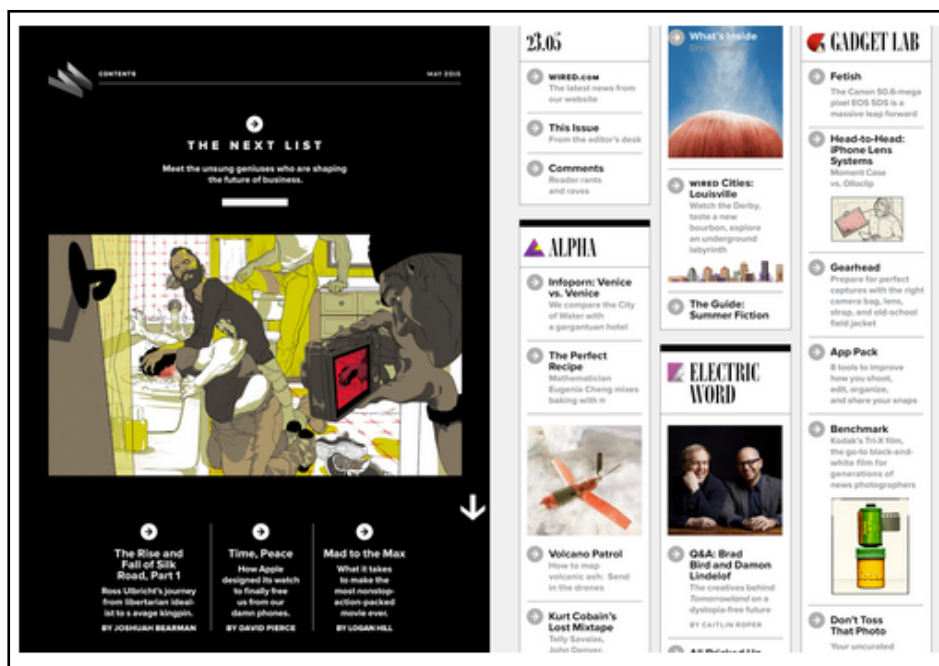 CONTENTS
MAY 2015
THE NEXT LIST
Meet the unsung geniuses who are shaping
the future of business.
The Rise and
Fall of Silk
Road, Part 1
Ross Ulbricht's journey
from libertarian ideal-
ist to s avage kingpin.
BY JOSHUAH BEARMAN
Time, Peace
How Apple
designed its watch
to finally free
us from our
damn phones.
BY DAVID PIERCE
Mad to the Max
What it takes
to make the
most nonstop-
action-packed
movie ever.
BY LOGAN HILL
23.05
WIRED.COM
The latest news from
our website
This Issue
From the editor's desk
Comments
Reader rants
and raves
ALPHA
Infoporn: Venice
vs. Venice
We compare the City
of Water with
a gargantuan hotel
The Perfect
Recipe
Mathematician
Eugenia Cheng mixes
baking with π
Volcano Patrol
How to map
volcanic ash: Send
in the drones
Kurt Cobain's
Lost Mixtape
Telly Savalas,
John Denver,
What's Inside
WIRED Cities:
Louisville
Watch the Derby,
taste a new
bourbon, explore
an underground
labyrinth
The Guide:
Summer Fiction
ELECTRIC
WORD
Q&A: Brad
Bird and Damon
Lindelof
The creatives behind
Tomorrowland on a
dystopia-free future
BY CAITLIN ROPER
All Pricked Up
GADGET LAB
Fetish
The Canon 50.6-mega
pixel EOS 5DS is a
massive leap forward
Head-to-Head:
iPhone Lens
Systems
Moment Case
vs. Olloclip
Gearhead
Prepare for perfect
captures with the right
camera bag, lens,
strap, and old-school
field jacket
App Pack
8 tools to improve
how you shoot,
edit, organize,
and share your snaps
Benchmark
Kodak's Tri-X film,
the go-to black-and-
white film for
generations of
news photographers
Don't Toss
That Photo
Your uncurated